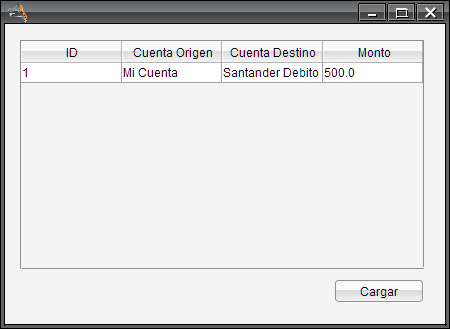 ID Cuenta Origen Cuenta Destino Monto
1 Mi Cuenta Santander Debito 500.0
Cargar